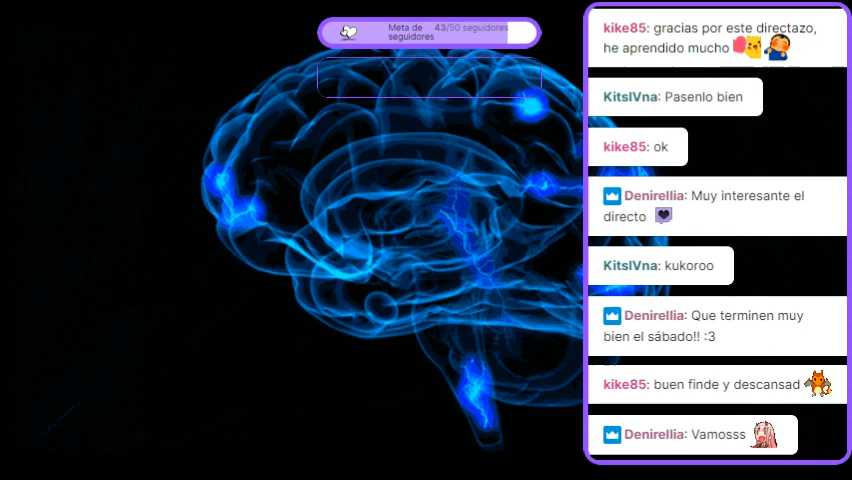 Meta de seguidores
43/50 seguidores
kike85: gracias por este directazo,
he aprendido mucho
KitsIVna: Pasenlo bien
kike85: ok
Denirellia: Muy interesante el
directo
KitsIVna: kukoroo
Denirellia: Que terminen muy
bien el sábado!! :3
kike85: buen finde y descansad
Denirellia: Vamosss